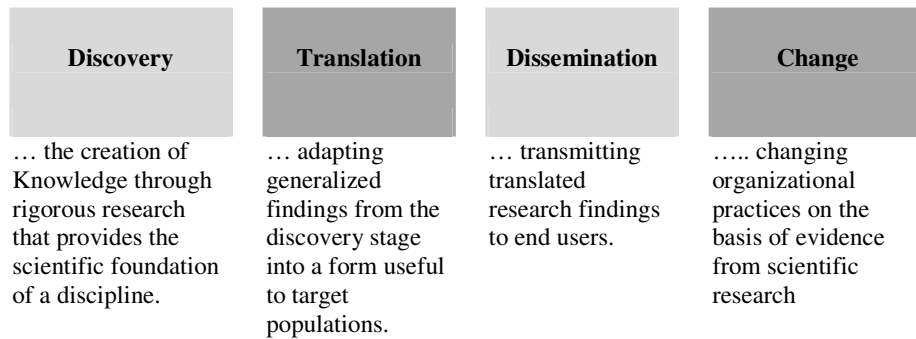 Discovery
Translation
Dissemination
Change
… the creation of
Knowledge through
rigorous research
that provides the
scientific foundation
of a discipline.
… adapting
generalized
findings from the
discovery stage
into a form useful
to target
populations.
… transmitting
translated
research findings
to end users.
….. changing
organizational
practices on the
basis of evidence
from scientific
research